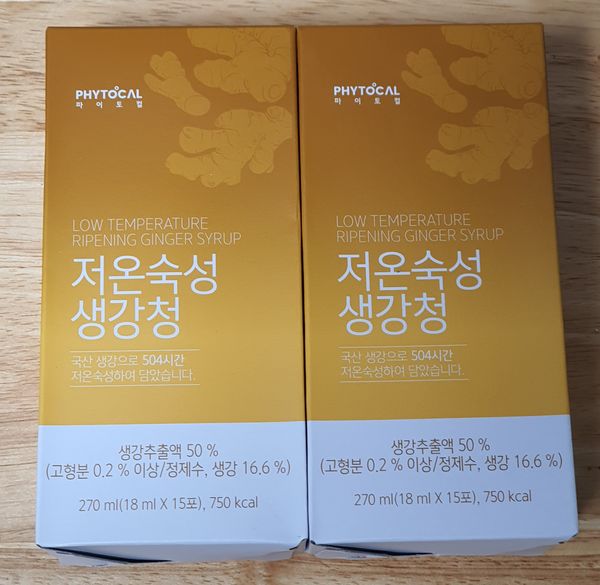 PHYTOCAL
파이토컬
LOW TEMPERATURE
RIPENING GINGER SYRUP
저온숙성
생강청
국산 생강으로 504시간
저온숙성하여 담았습니다.
생강추출액 50 %
(고형분 0.2 % 이상/정제수, 생강 16.6 %)
270 ml(18 ml X 15포), 750 kcal
PHYTOCAL
파이토컬
LOW TEMPERATURE
RIPENING GINGER SYRUP
저온숙성
생강청
국산 생강으로 504시간
저온숙성하여 담았습니다.
생강추출액 50 %
(고형분 0.2 % 이상/정제수, 생강 16.6 %)
270 ml(18 ml X 15포), 750 kcal